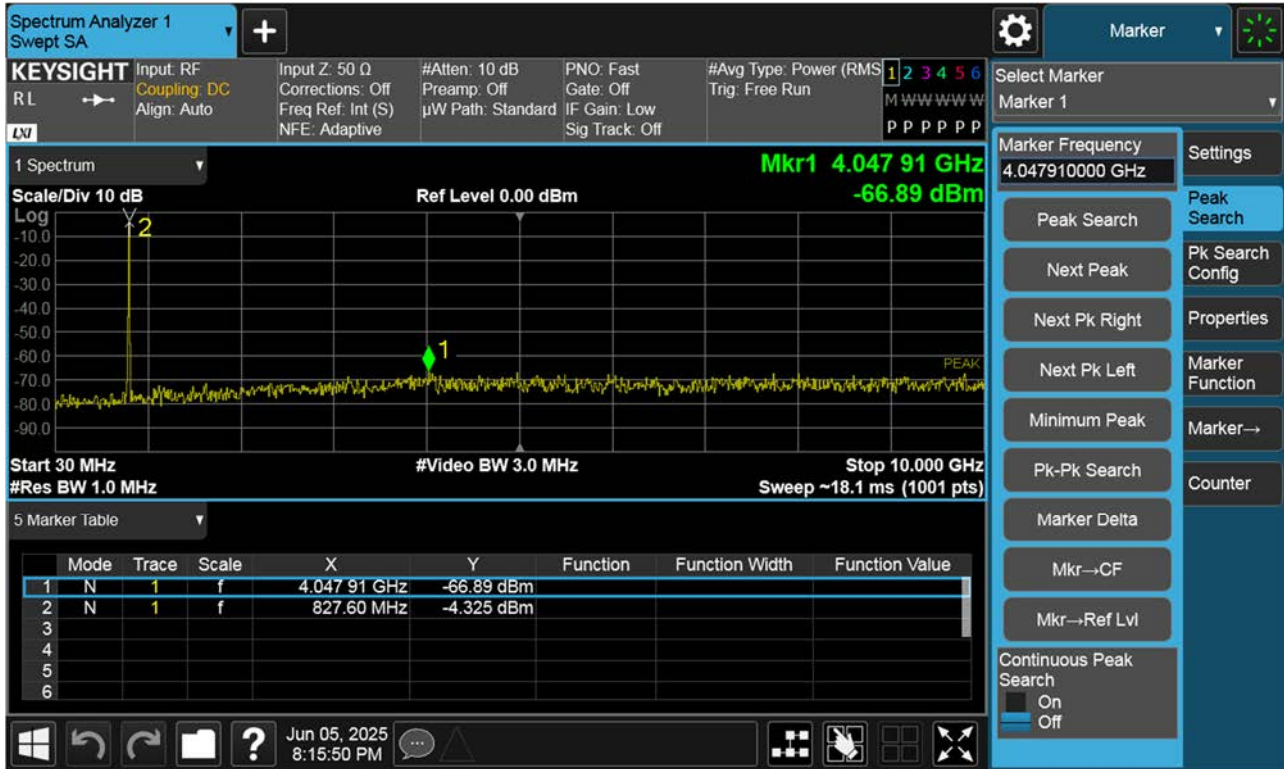 Spectrum Analyzer 1
Swept SA
Marker
KEYSIGHT
RL
LXI
Input: RF
Coupling: DC
Align: Auto
Input Z: 50 Ω
Corrections: Off
Freq Ref: Int (S)
NFE: Adaptive
#Atten: 10 dB
Preamp: Off
µW Path: Standard
PNO: Fast
Gate: Off
IF Gain: Low
Sig Track: Off
#Avg Type: Power (RMS
Trig: Free Run
1 2 3 4 5 6
M W W W W W
P P P P P P
Select Marker
Marker 1
1 Spectrum
Mkr1 4.047 91 GHz
-66.89 dBm
Scale/Div 10 dB
Ref Level 0.00 dBm
Log
-10.0
-20.0
-30.0
-40.0
-50.0
-60.0
-70.0
-80.0
-90.0
2
1
PEAK
Start 30 MHz
#Video BW 3.0 MHz
Stop 10.000 GHz
#Res BW 1.0 MHz
Sweep ~18.1 ms (1001 pts)
5 Marker Table
Mode Trace Scale X Y Function Function Width Function Value
1 N 1 f 4.047 91 GHz -66.89 dBm
2 N 1 f 827.60 MHz -4.325 dBm
3
4
5
6
Marker Frequency
4.047910000 GHz
Peak Search
Next Peak
Next Pk Right
Next Pk Left
Minimum Peak
Pk-Pk Search
Marker Delta
Mkr→CF
Mkr→Ref Lvl
Continuous Peak
Search
On
Off
Settings
Peak
Search
Pk Search
Config
Properties
Marker
Function
Marker→
Counter
?
Jun 05, 2025
8:15:50 PM